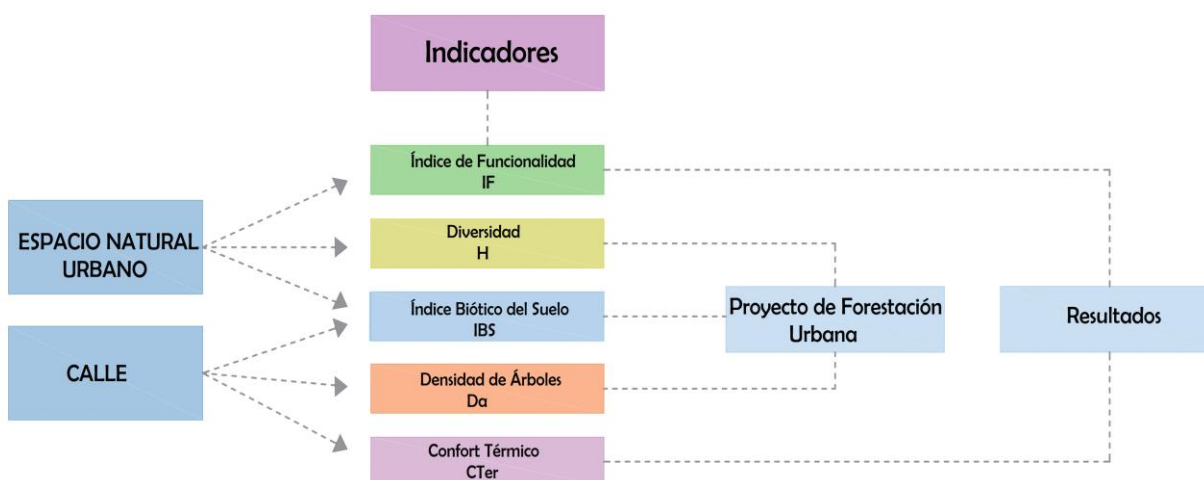 Indicadores
Índice de Funcionalidad
IF
ESPACIO NATURAL
URBANO
Diversidad
H
Índice Biótico del Suelo
IBS
Proyecto de Forestación
Urbana
Resultados
CALLE
Densidad de Árboles
Da
Confort Térmico
CTer